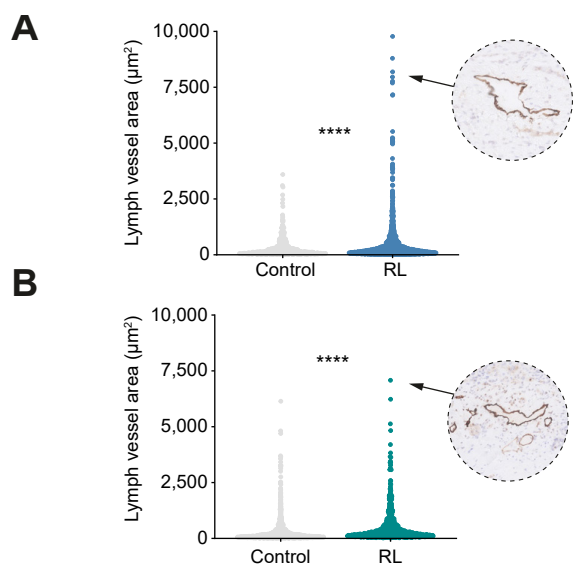 A
Lymph vessel area (µm²)
10,000
7,500
5,000
2,500
0
****
Control
RL
B
Lymph vessel area (µm²)
10,000
7,500
5,000
2,500
0
****
Control
RL